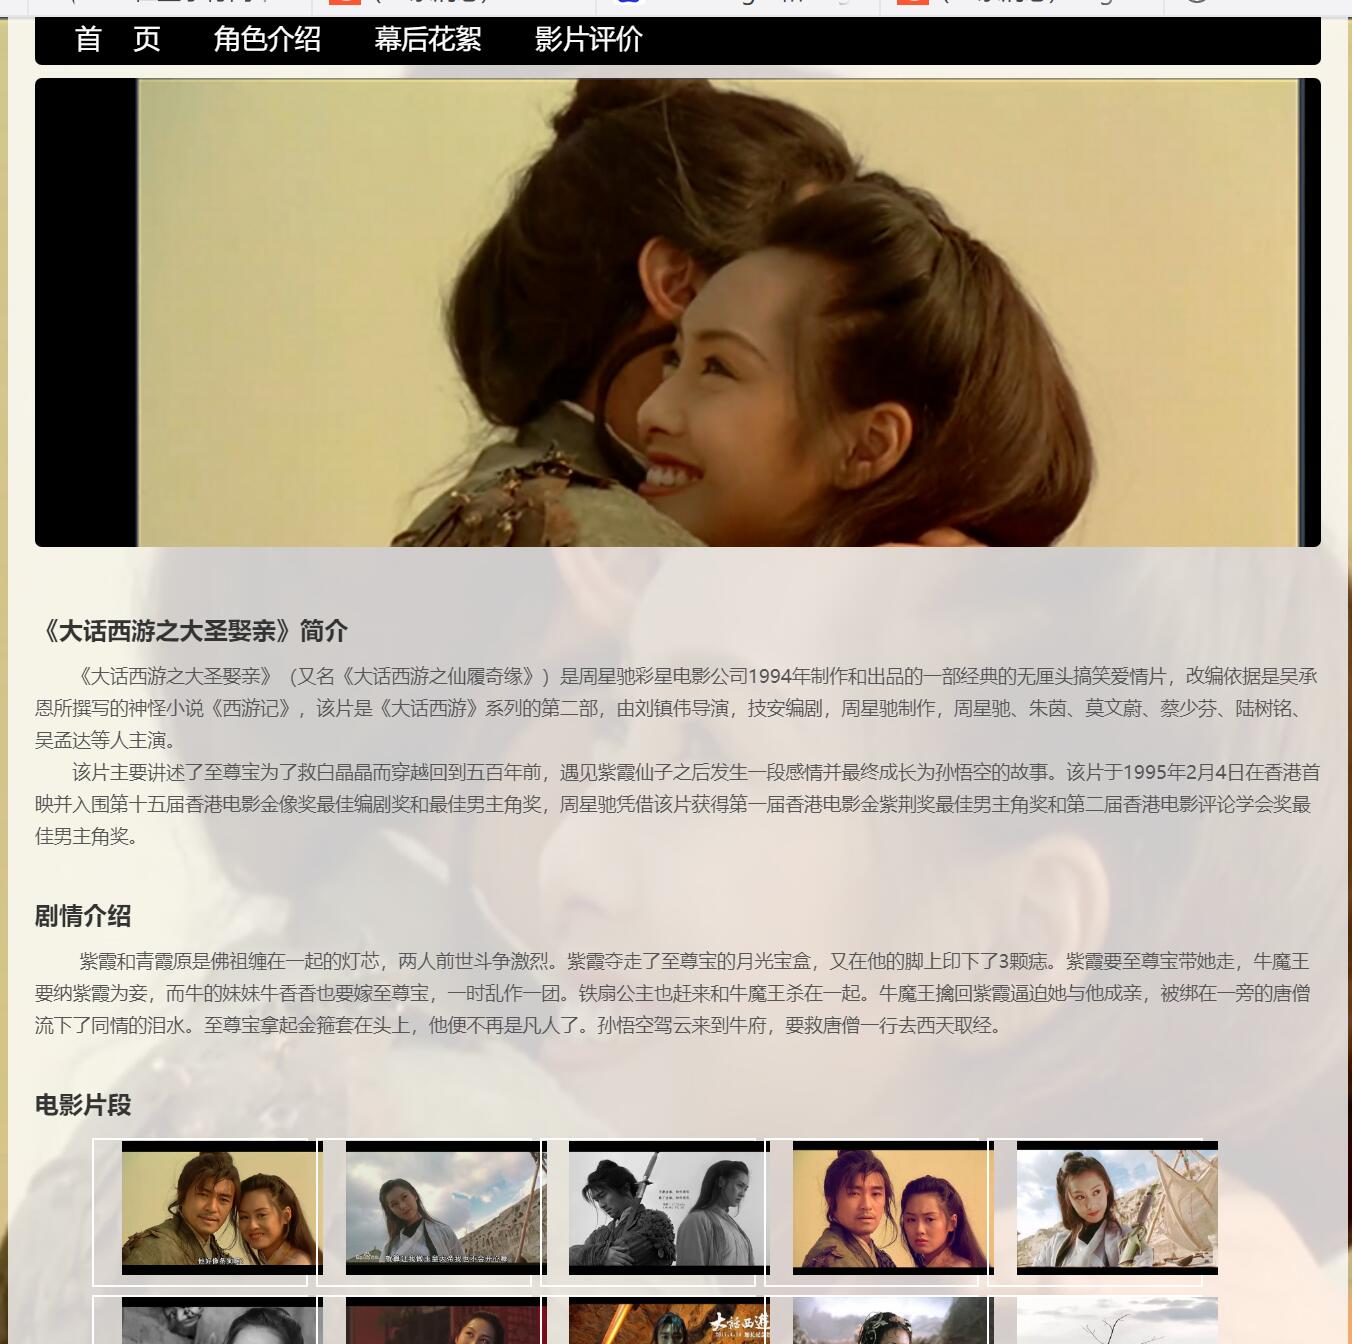 首 页 角色介绍 幕后花絮 影片评价
《大话西游之大圣娶亲》简介
《大话西游之大圣娶亲》（又名《大话西游之仙履奇缘》）是周星驰彩星电影公司1994年制作和出品的一部经典的无厘头搞笑爱情片，改编依据是吴承
恩所撰写的神怪小说《西游记》，该片是《大话西游》系列的第二部，由刘镇伟导演，技安编剧，周星驰制作，周星驰、朱茵、莫文蔚、蔡少芬、陆树铭、
吴孟达等人主演。
该片主要讲述了至尊宝为了救白晶晶而穿越回到五百年前，遇见紫霞仙子之后发生一段感情并最终成长为孙悟空的故事。该片于1995年2月4日在香港首
映并入围第十五届香港电影金像奖最佳编剧奖和最佳男主角奖，周星驰凭借该片获得第一届香港电影金紫荆奖最佳男主角奖和第二届香港电影评论学会奖最
佳男主角奖。
剧情介绍
紫霞和青霞原是佛祖缠在一起的灯芯，两人前世斗争激烈。紫霞夺走了至尊宝的月光宝盒，又在他的脚上印下了3颗痣。紫霞要至尊宝带她走，牛魔王
要纳紫霞为妾，而牛的妹妹牛香香也要嫁至尊宝，一时乱作一团。铁扇公主也赶来和牛魔王杀在一起。牛魔王擒回紫霞逼迫她与他成亲，被绑在一旁的唐僧
流下了同情的泪水。至尊宝拿起金箍套在头上，他便不再是凡人了。孙悟空驾云来到牛府，要救唐僧一行去西天取经。
电影片段
他好像条狗啊
就算让我做玉皇大帝我也不会开心
大话西遊